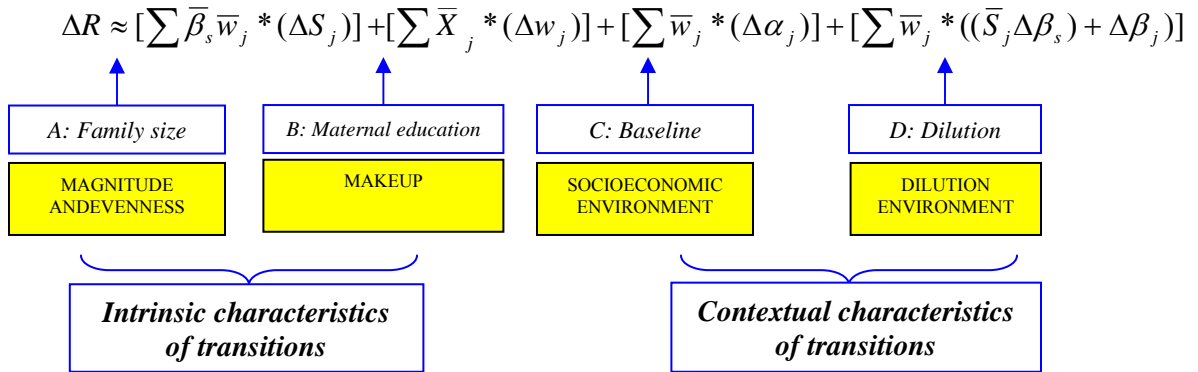 ΔR ≈ [∑ β̅ₛ w̅ⱼ * (ΔSⱼ)] + [∑ X̅ ⱼ * (Δwⱼ)] + [∑ w̅ⱼ * (Δαⱼ)] + [∑ w̅ⱼ * ((S̅ⱼ Δβₛ) + Δβⱼ)]
A: Family size
B: Maternal education
C: Baseline
D: Dilution
MAGNITUDE
ANDEVENNESS
MAKEUP
SOCIOECONOMIC
ENVIRONMENT
DILUTION
ENVIRONMENT
Intrinsic characteristics
of transitions
Contextual characteristics
of transitions